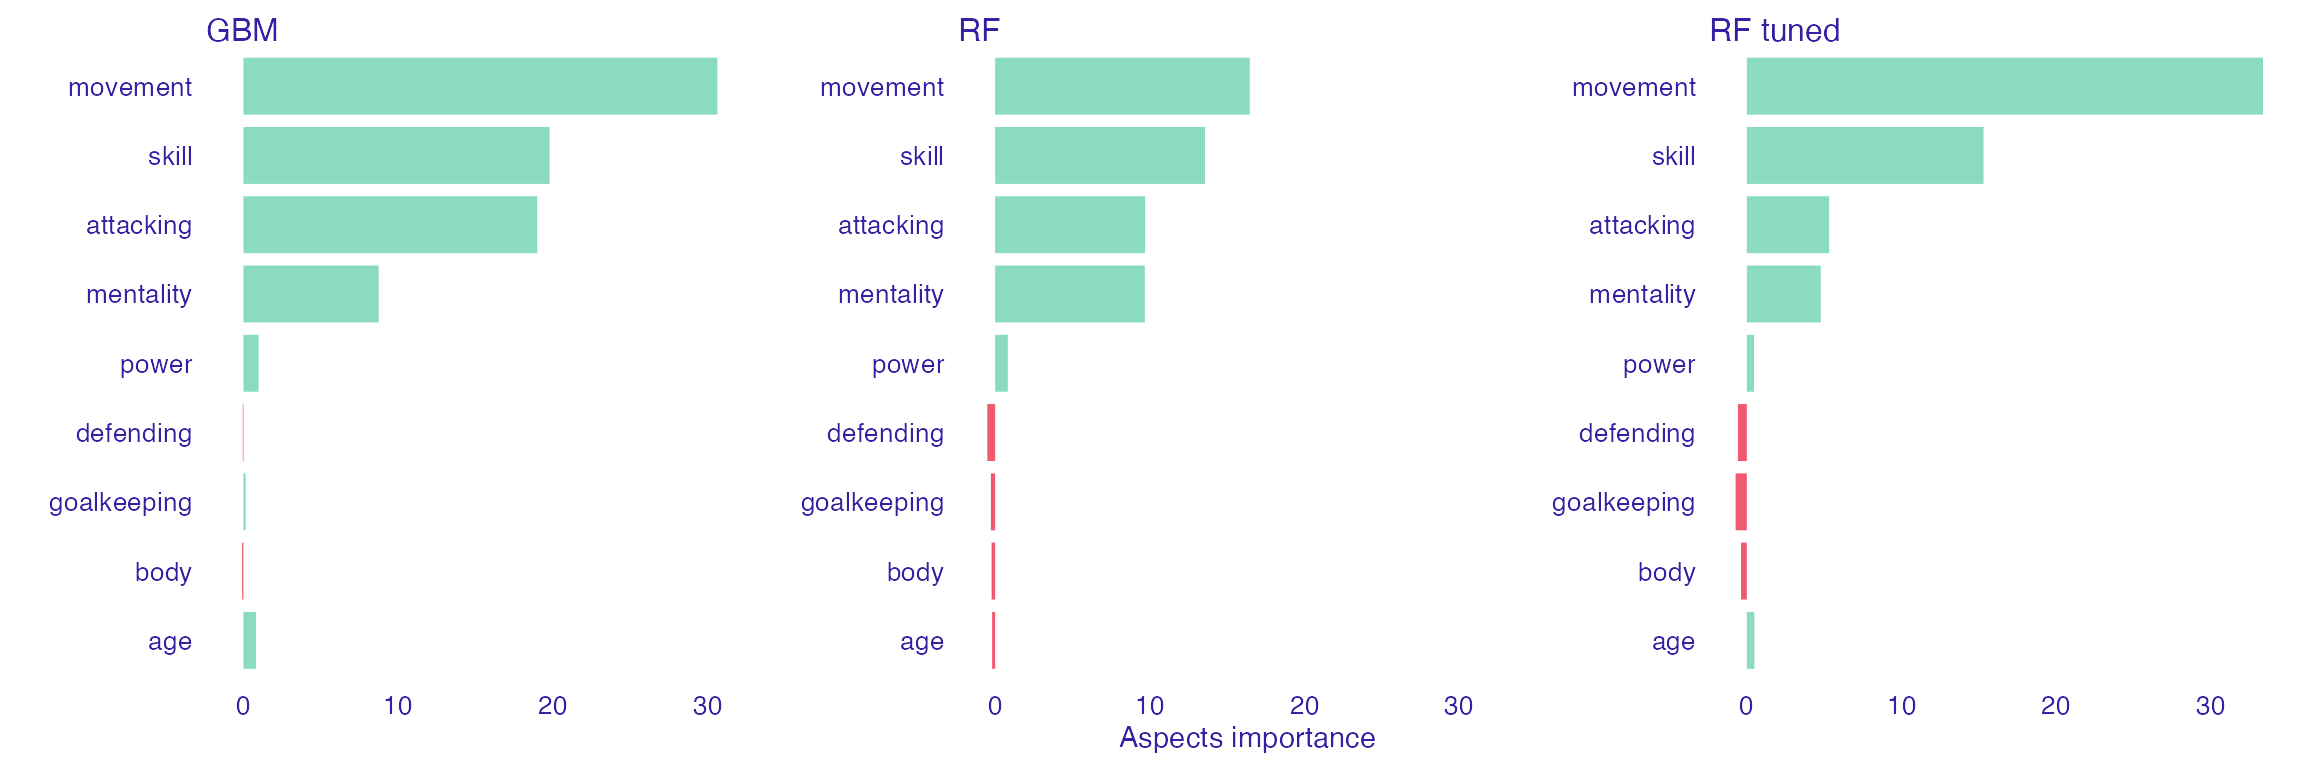 GBM
movement
skill
attacking
mentality
power
defending
goalkeeping
body
age
0 10 20 30
RF
movement
skill
attacking
mentality
power
defending
goalkeeping
body
age
0 10 20 30
RF tuned
movement
skill
attacking
mentality
power
defending
goalkeeping
body
age
0 10 20 30
Aspects importance